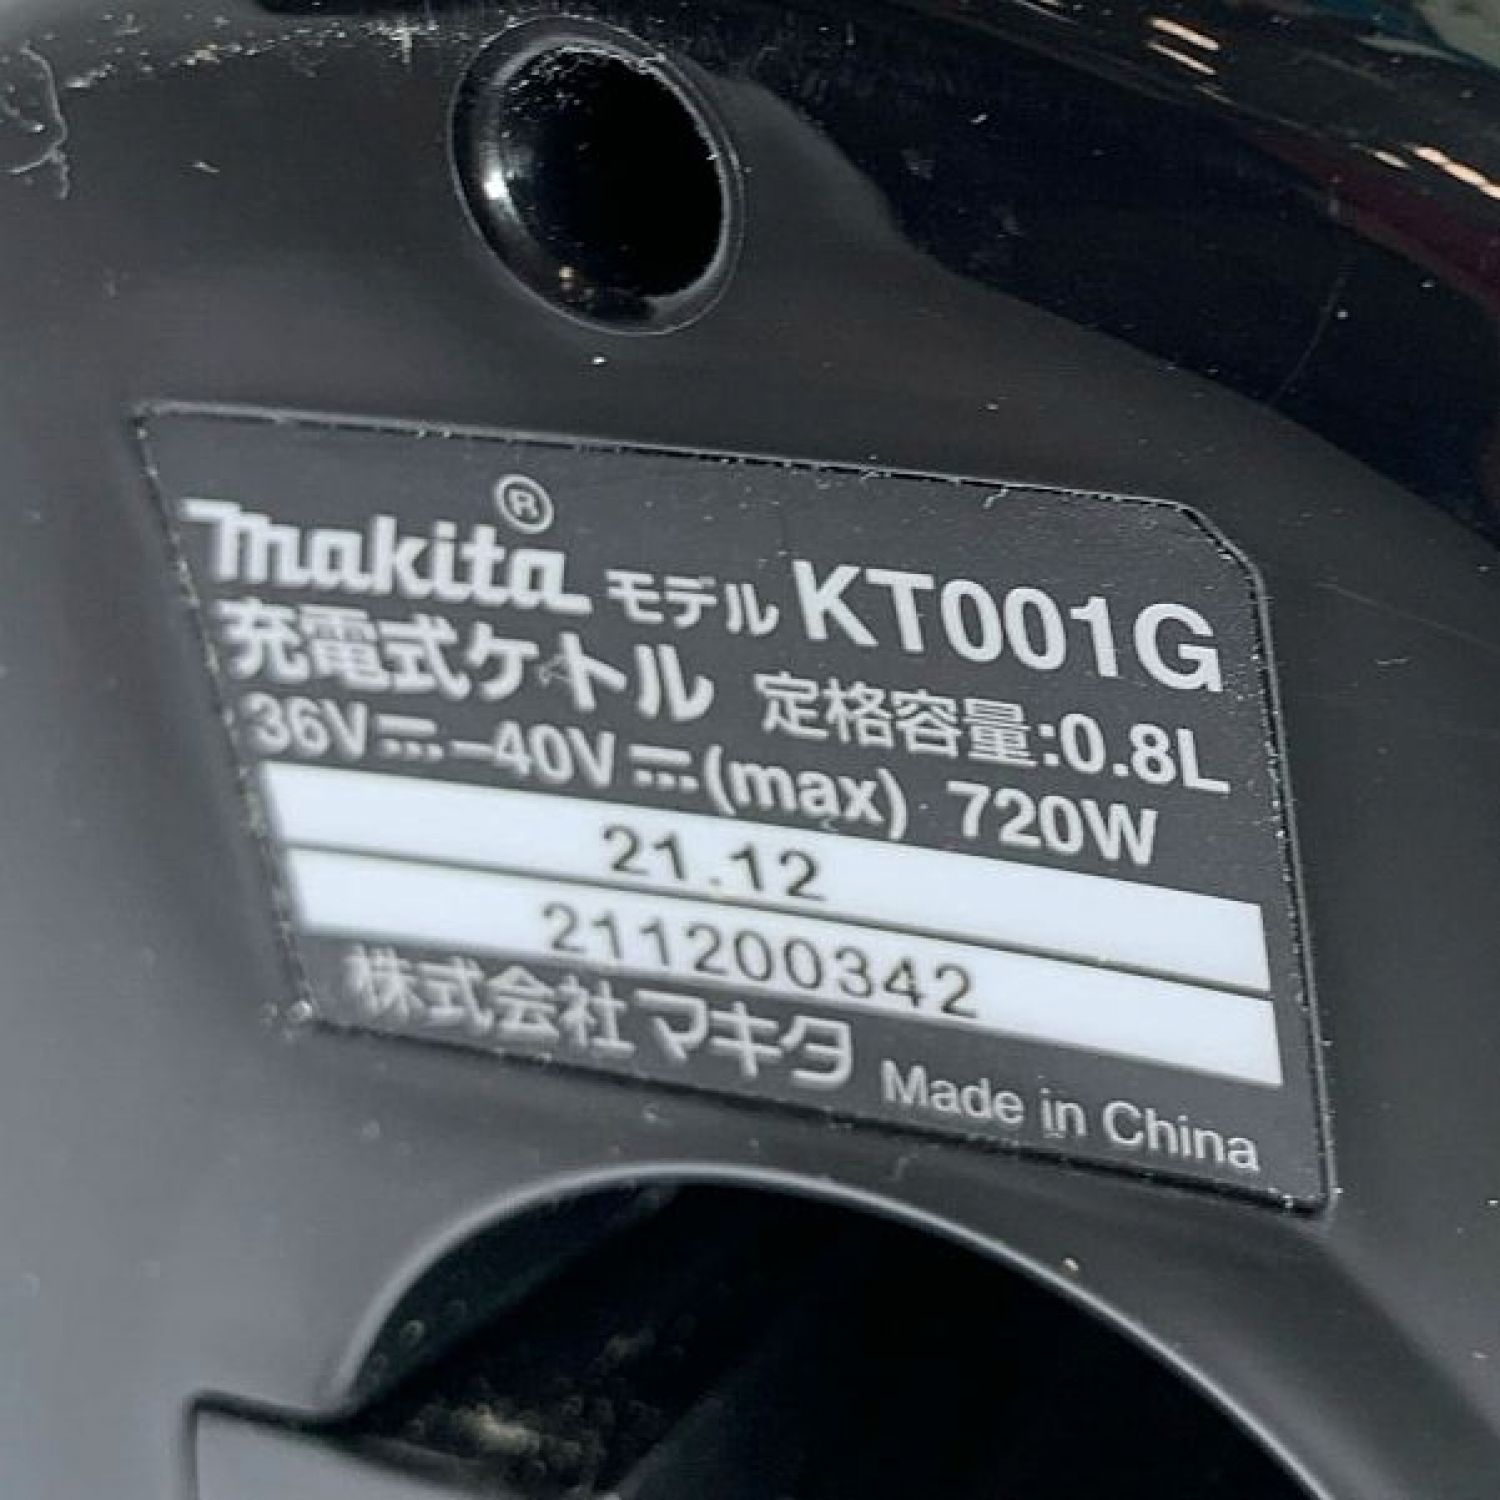 makita® モデル KT001G
充電式ケトル 定格容量:0.8L
36V⎓–40V⎓(max) 720W
21.12
211200342
株式会社マキタ Made in China